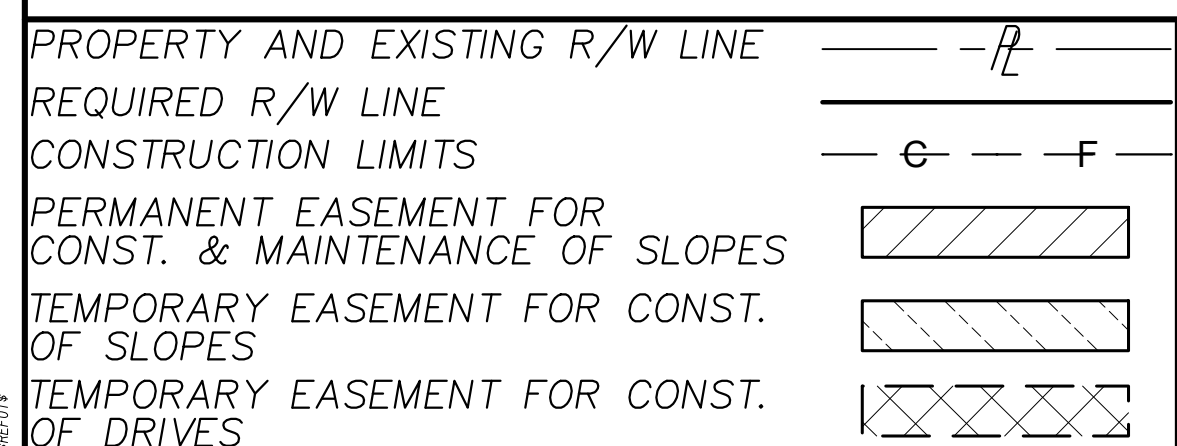 PROPERTY AND EXISTING R/W LINE PL
REQUIRED R/W LINE
CONSTRUCTION LIMITS C F
PERMANENT EASEMENT FOR
CONST. & MAINTENANCE OF SLOPES
TEMPORARY EASEMENT FOR CONST.
OF SLOPES
TEMPORARY EASEMENT FOR CONST.
OF DRIVES